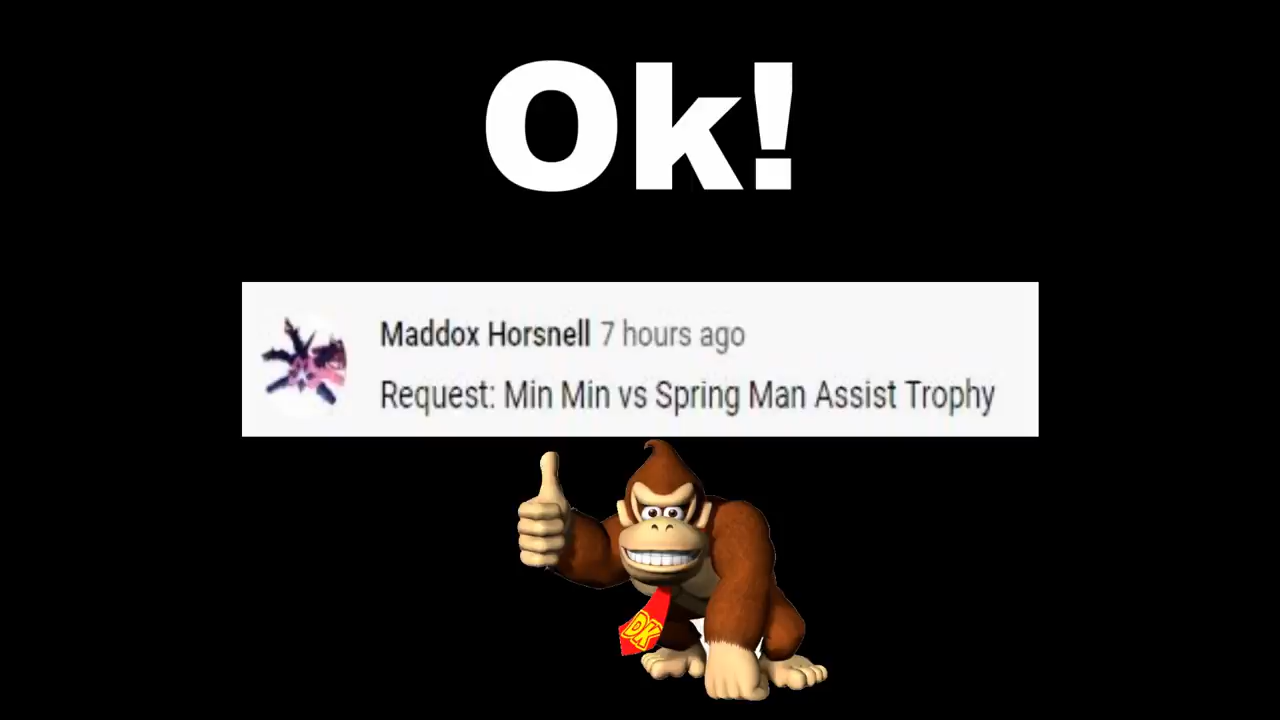 Ok!
Maddox Horsnell 7 hours ago
Request: Min Min vs Spring Man Assist Trophy
DK